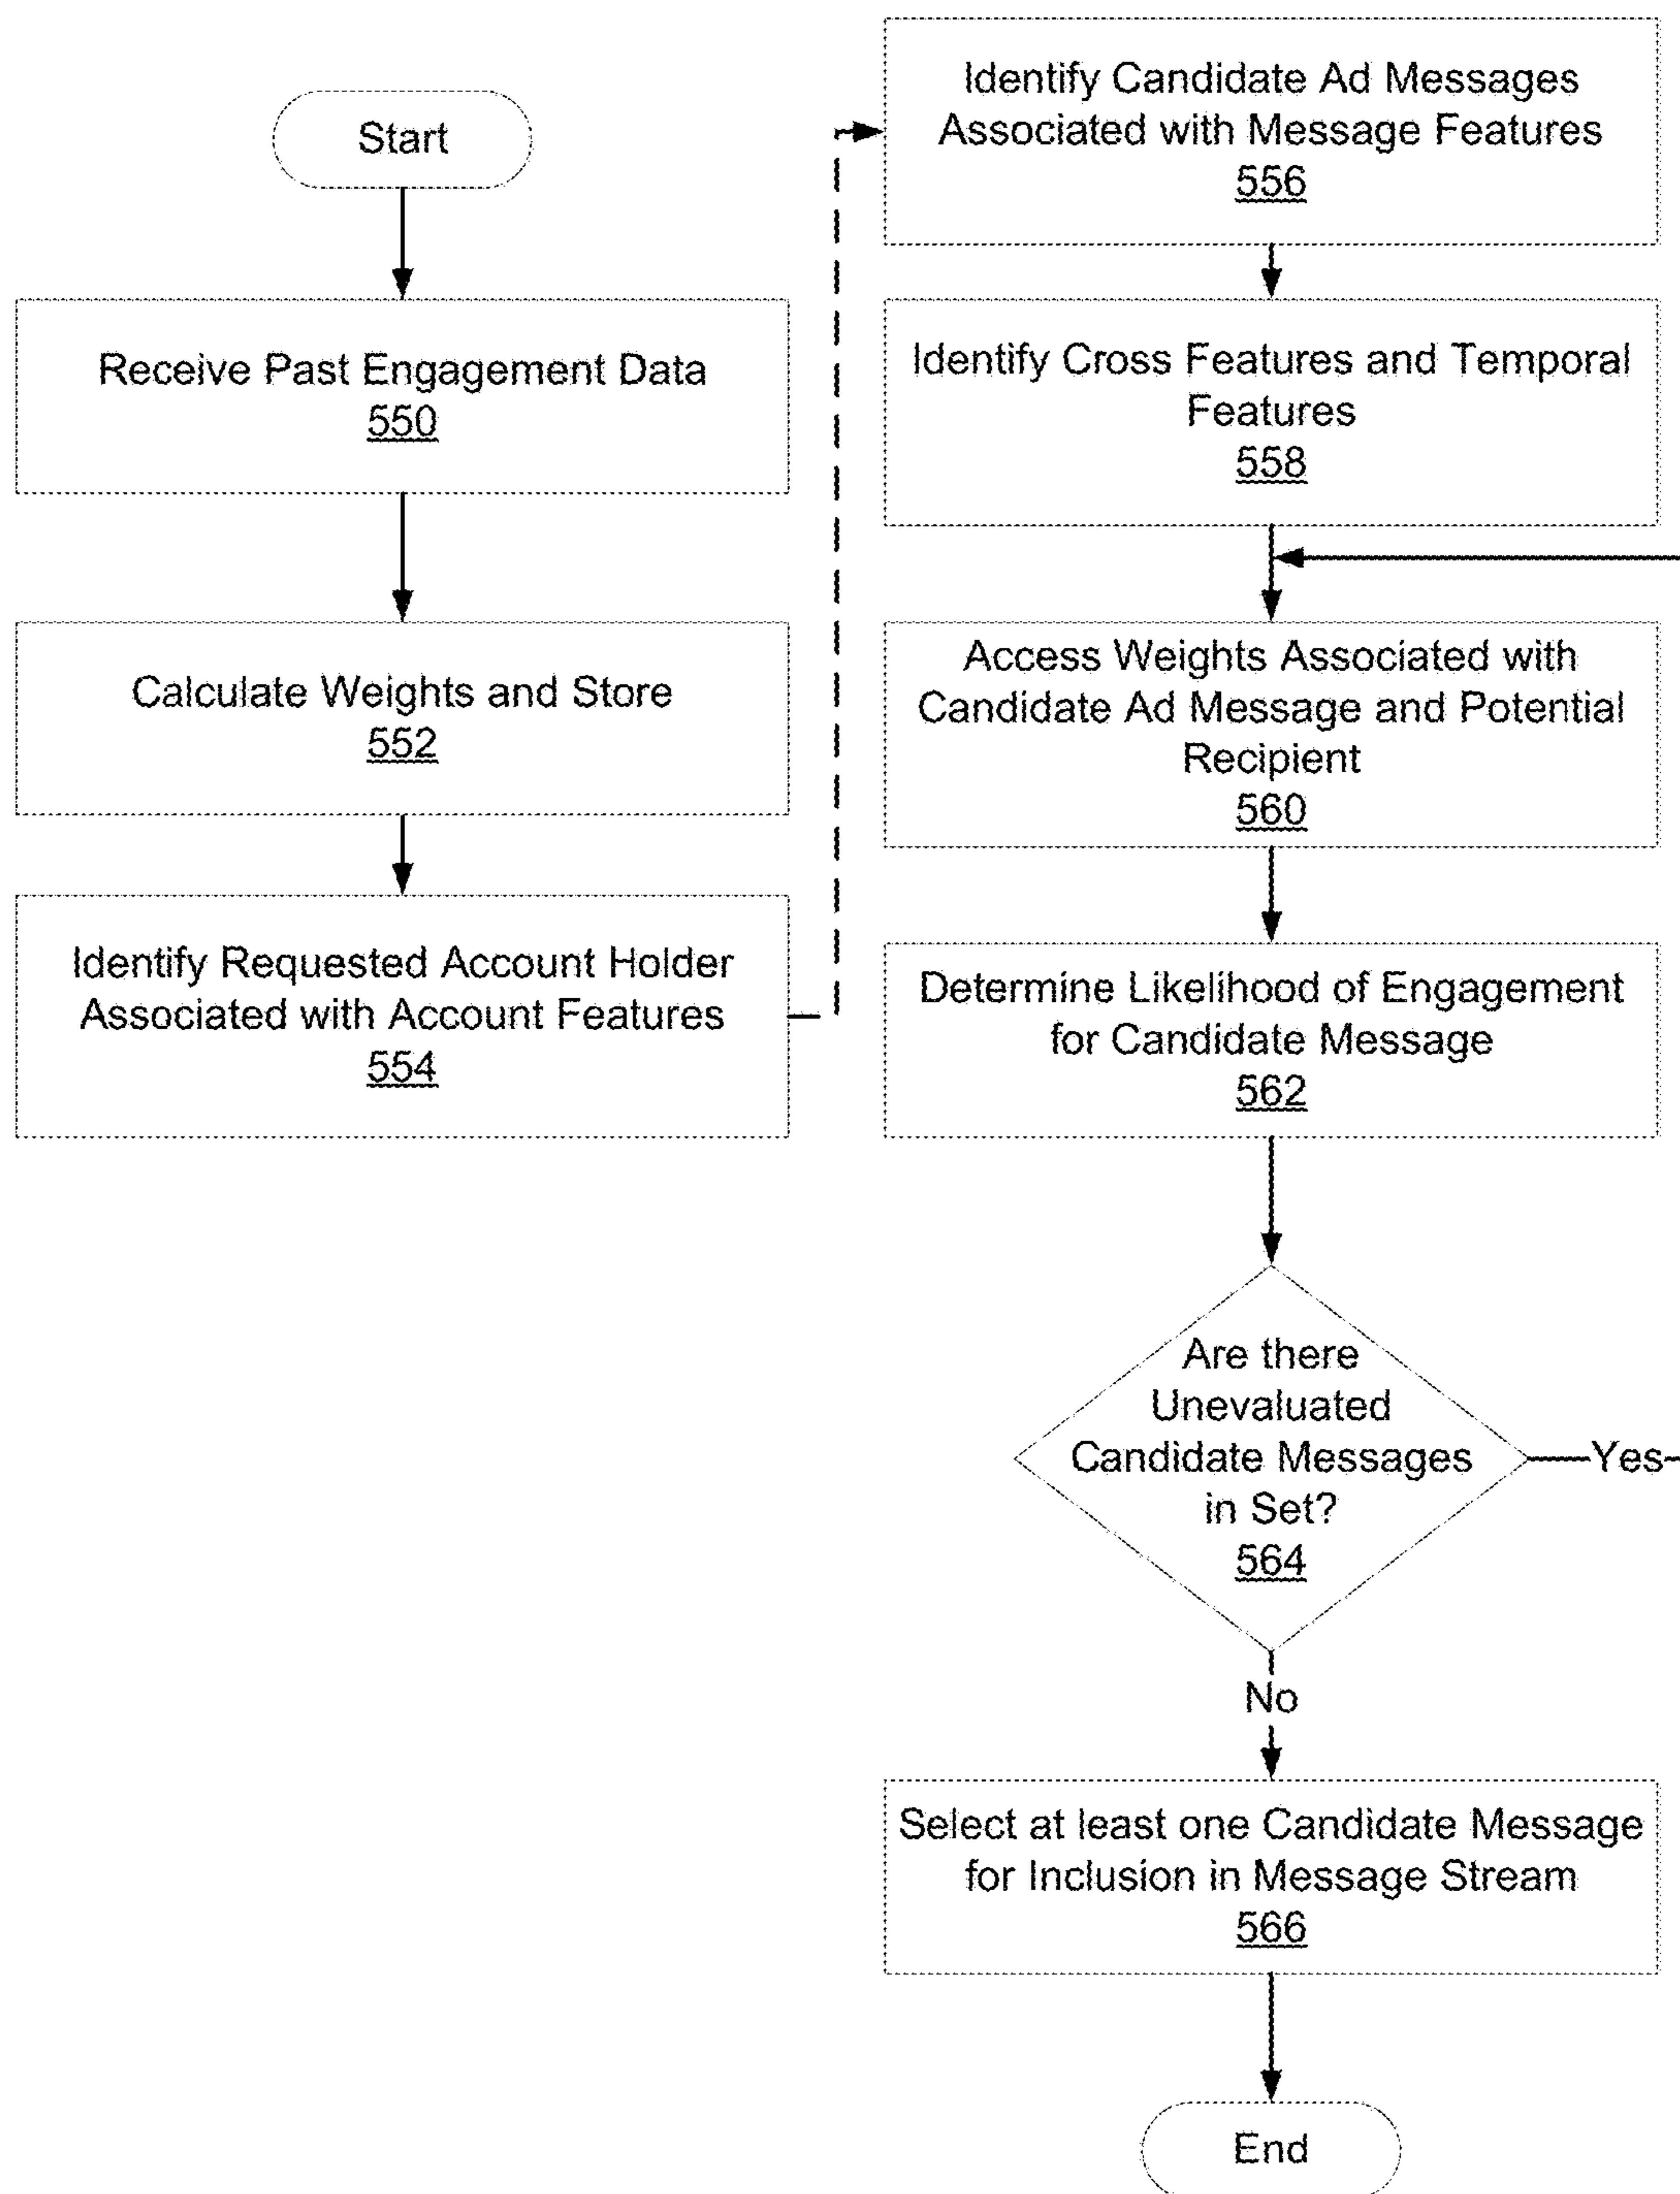 Start
Receive Past Engagement Data
550
Calculate Weights and Store
552
Identify Requested Account Holder
Associated with Account Features
554
Identify Candidate Ad Messages
Associated with Message Features
556
Identify Cross Features and Temporal
Features
558
Access Weights Associated with
Candidate Ad Message and Potential
Recipient
560
Determine Likelihood of Engagement
for Candidate Message
562
Are there
Unevaluated
Candidate Messages
in Set?
564
Yes
No
Select at least one Candidate Message
for Inclusion in Message Stream
566
End